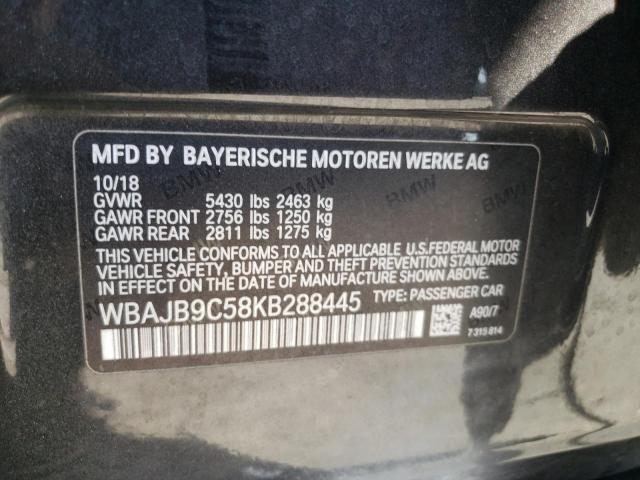 MFD BY BAYERISCHE MOTOREN WERKE AG
10/18
GVWR 5430 lbs 2463 kg
GAWR FRONT 2756 lbs 1250 kg
GAWR REAR 2811 lbs 1275 kg
THIS VEHICLE CONFORMS TO ALL APPLICABLE U.S.FEDERAL MOTOR
VEHICLE SAFETY, BUMPER AND THEFT PREVENTION STANDARDS
IN EFFECT ON THE DATE OF MANUFACTURE SHOWN ABOVE.
WBAJB9C58KB288445 TYPE: PASSENGER CAR
A90/7
7 315 814